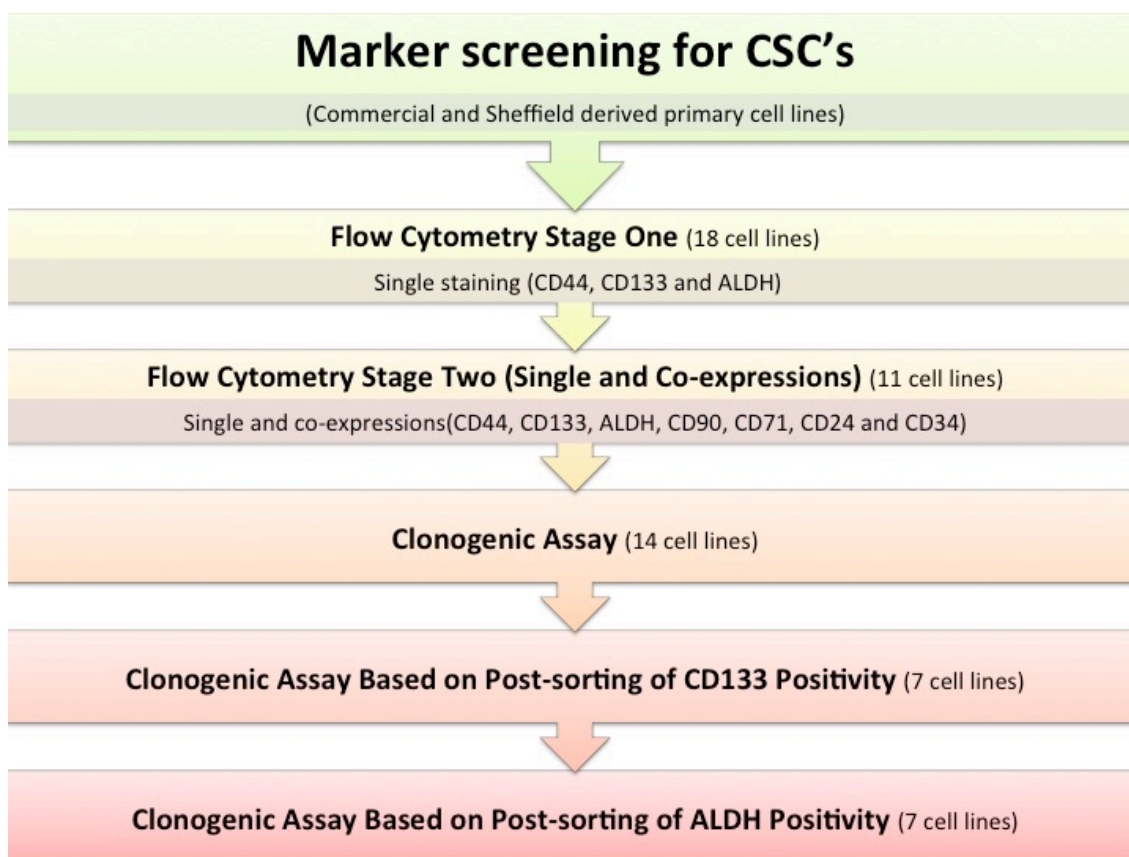 Marker screening for CSC's
(Commercial and Sheffield derived primary cell lines)
Flow Cytometry Stage One (18 cell lines)
Single staining (CD44, CD133 and ALDH)
Flow Cytometry Stage Two (Single and Co-expressions) (11 cell lines)
Single and co-expressions(CD44, CD133, ALDH, CD90, CD71, CD24 and CD34)
Clonogenic Assay (14 cell lines)
Clonogenic Assay Based on Post-sorting of CD133 Positivity (7 cell lines)
Clonogenic Assay Based on Post-sorting of ALDH Positivity (7 cell lines)